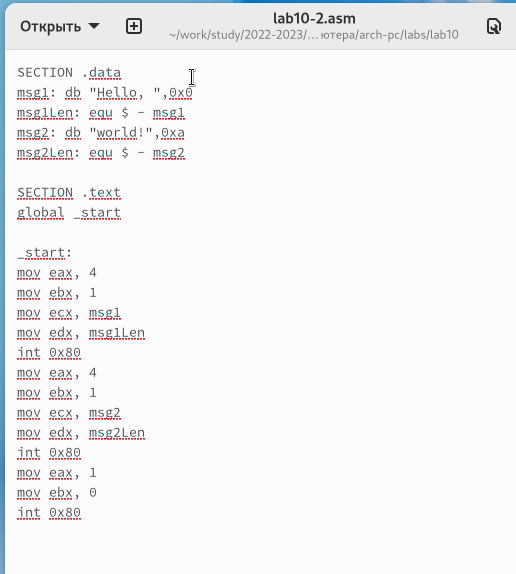 Открыть
lab10-2.asm
~/work/study/2022-2023/… ютера/arch-pc/labs/lab10
SECTION .data
msg1: db "Hello, ",0x0
msg1Len: equ $ - msg1
msg2: db "world!",0xa
msg2Len: equ $ - msg2
SECTION .text
global _start
_start:
mov eax, 4
mov ebx, 1
mov ecx, msg1
mov edx, msg1Len
int 0x80
mov eax, 4
mov ebx, 1
mov ecx, msg2
mov edx, msg2Len
int 0x80
mov eax, 1
mov ebx, 0
int 0x80